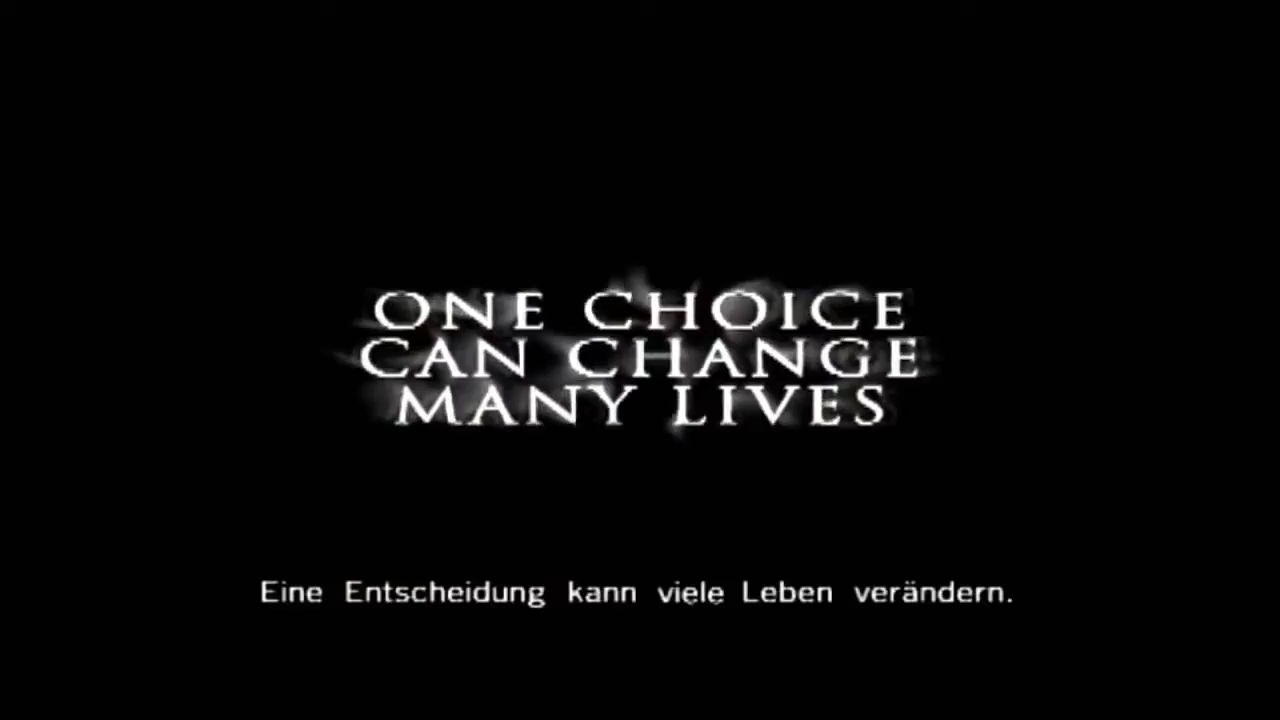 ONE CHOICE
CAN CHANGE
MANY LIVES
Eine Entscheidung kann viele Leben verändern.